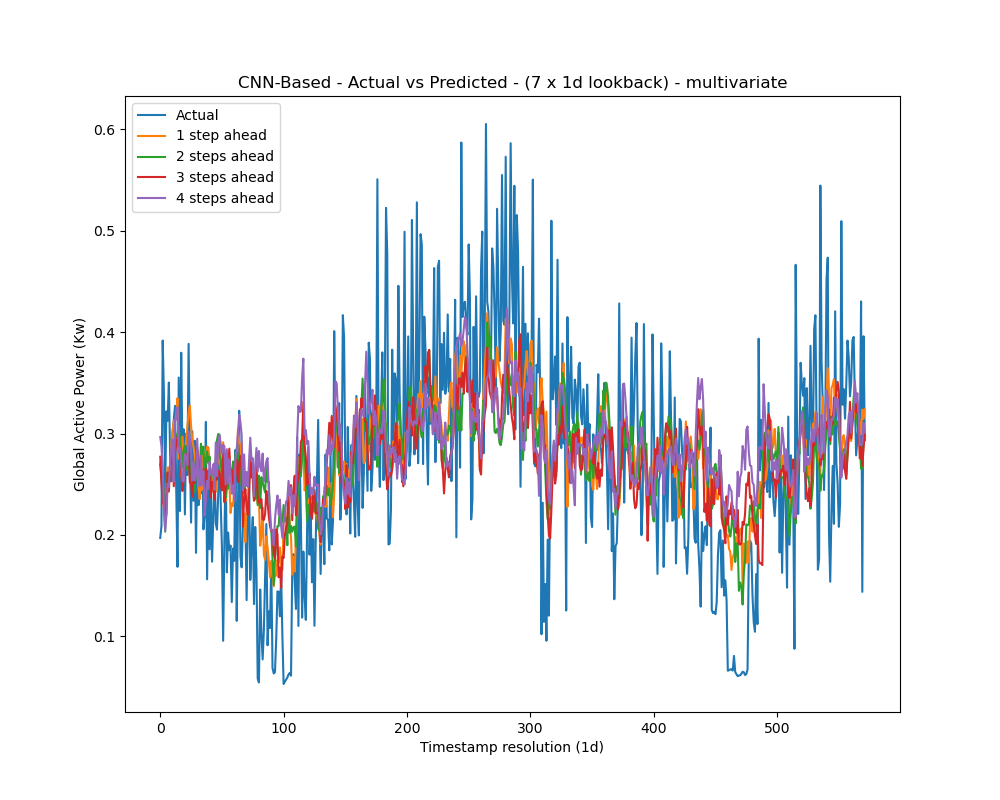 CNN-Based - Actual vs Predicted - (7 x 1d lookback) - multivariate
Actual
1 step ahead
2 steps ahead
3 steps ahead
4 steps ahead
Global Active Power (Kw)
0.6
0.5
0.4
0.3
0.2
0.1
0 100 200 300 400 500
Timestamp resolution (1d)